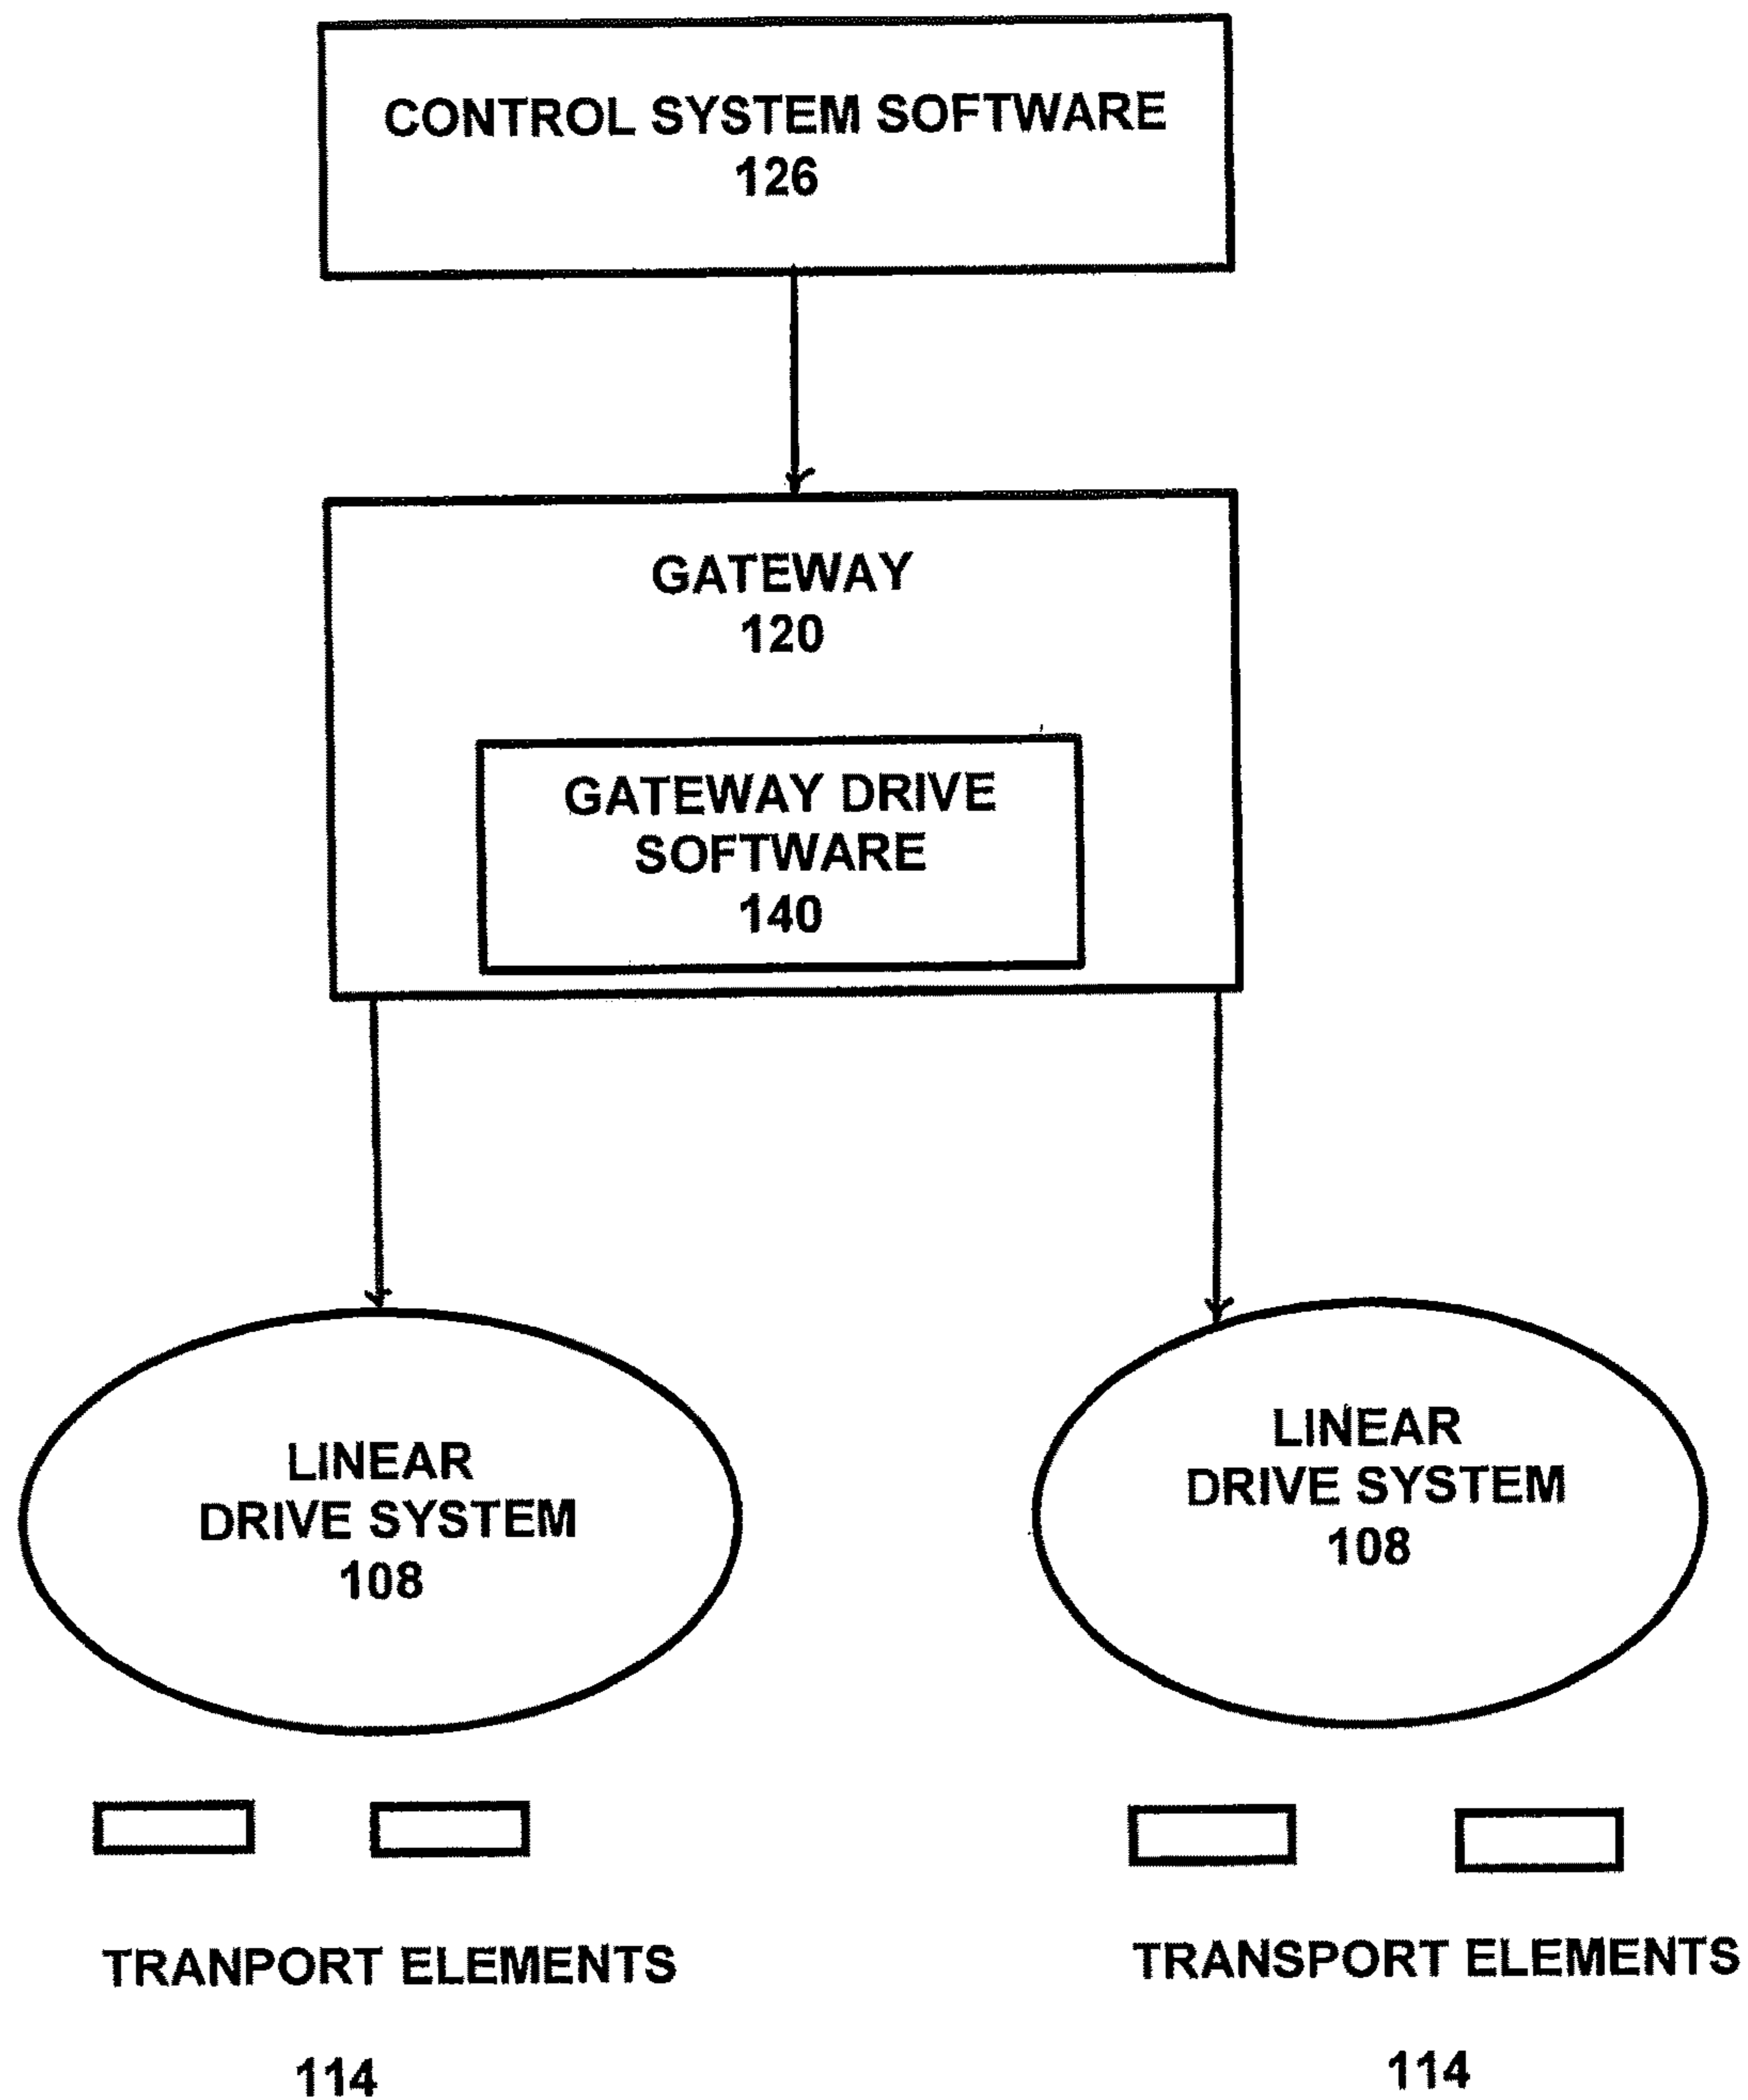 CONTROL SYSTEM SOFTWARE
126
GATEWAY
120
GATEWAY DRIVE
SOFTWARE
140
LINEAR
DRIVE SYSTEM
108
LINEAR
DRIVE SYSTEM
108
TRANPORT ELEMENTS
114
TRANSPORT ELEMENTS
114